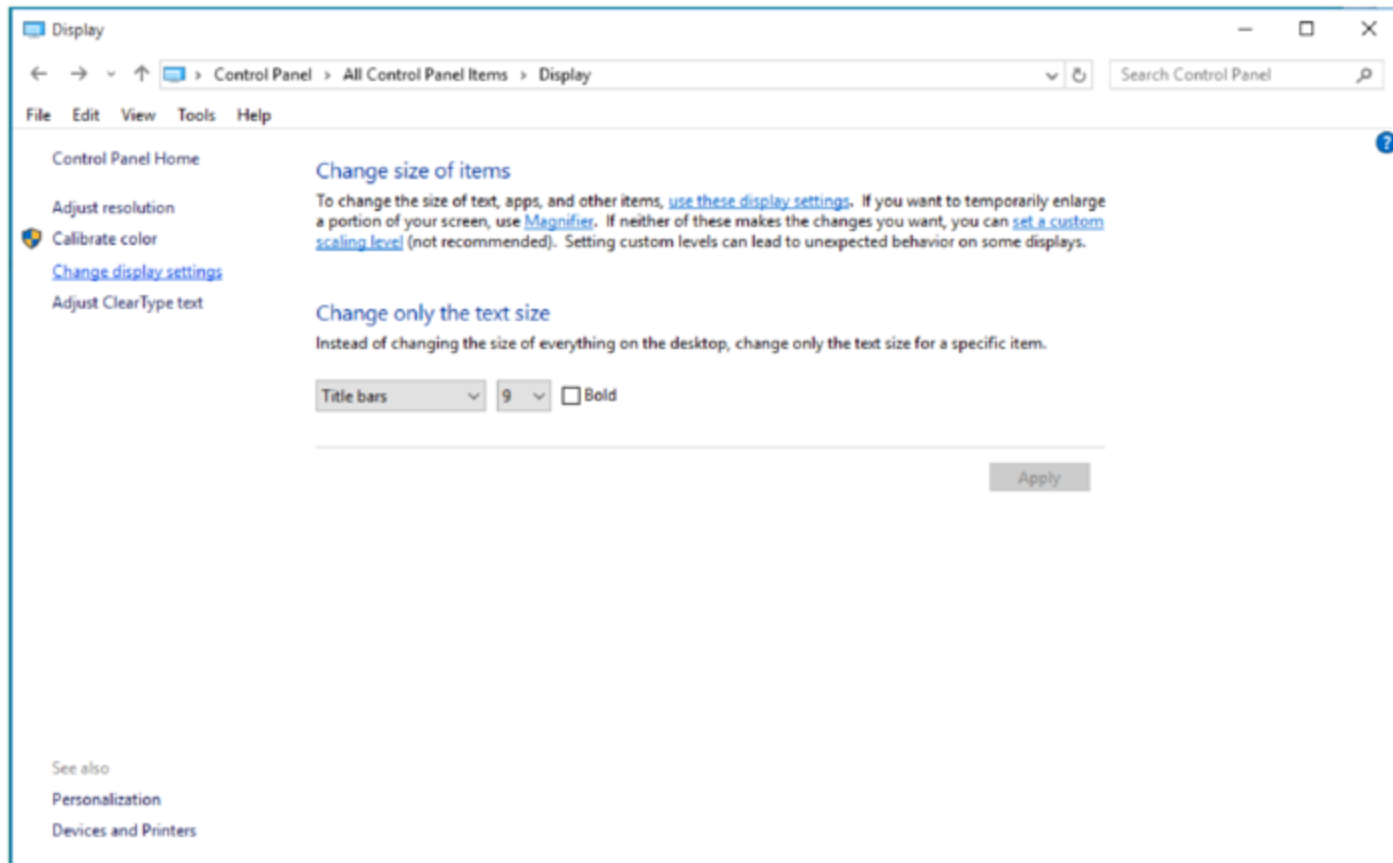 Display
Control Panel > All Control Panel Items > Display
Search Control Panel
File Edit View Tools Help
Control Panel Home
Adjust resolution
Calibrate color
Change display settings
Adjust ClearType text
Change size of items
To change the size of text, apps, and other items, use these display settings. If you want to temporarily enlarge
a portion of your screen, use Magnifier. If neither of these makes the changes you want, you can set a custom
scaling level (not recommended). Setting custom levels can lead to unexpected behavior on some displays.
Change only the text size
Instead of changing the size of everything on the desktop, change only the text size for a specific item.
Title bars 9 Bold
Apply
See also
Personalization
Devices and Printers